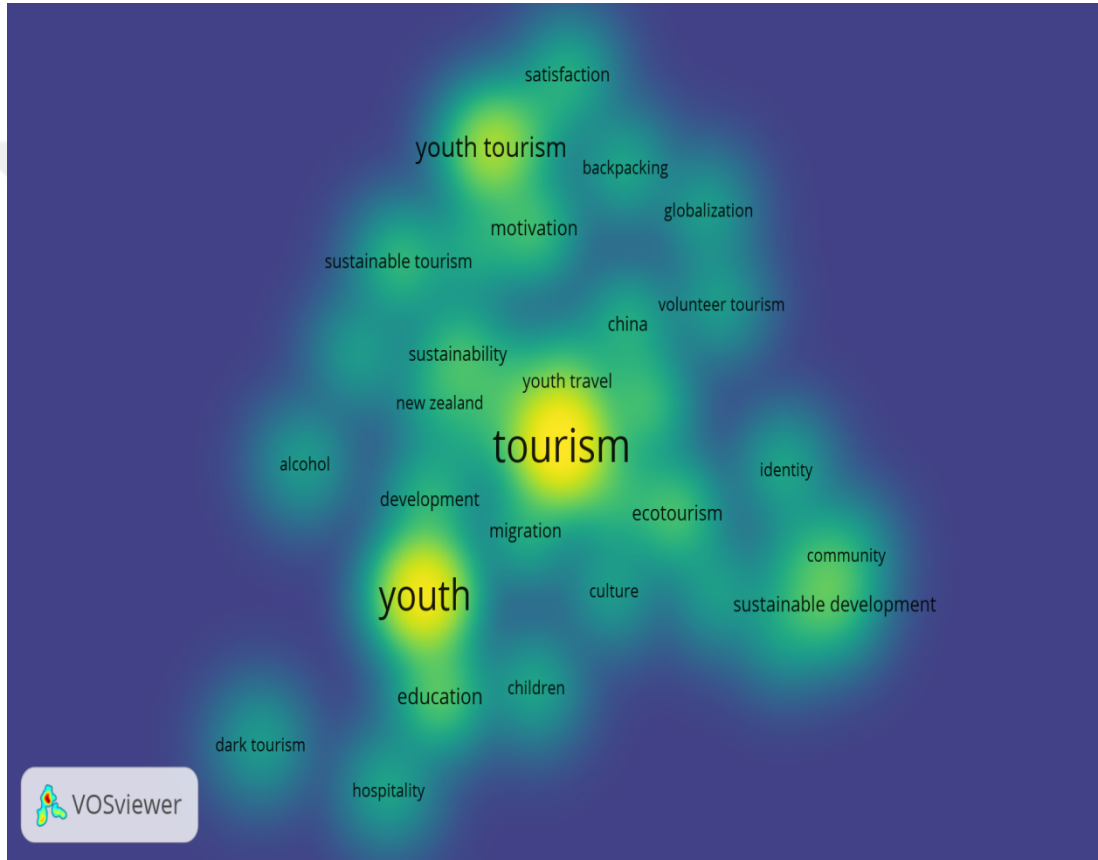 satisfaction
youth tourism
backpacking
globalization
motivation
sustainable tourism
volunteer tourism
china
sustainability
youth travel
new zealand
tourism
alcohol
identity
development
ecotourism
migration
community
culture
youth
sustainable development
children
education
dark tourism
hospitality
VOSviewer